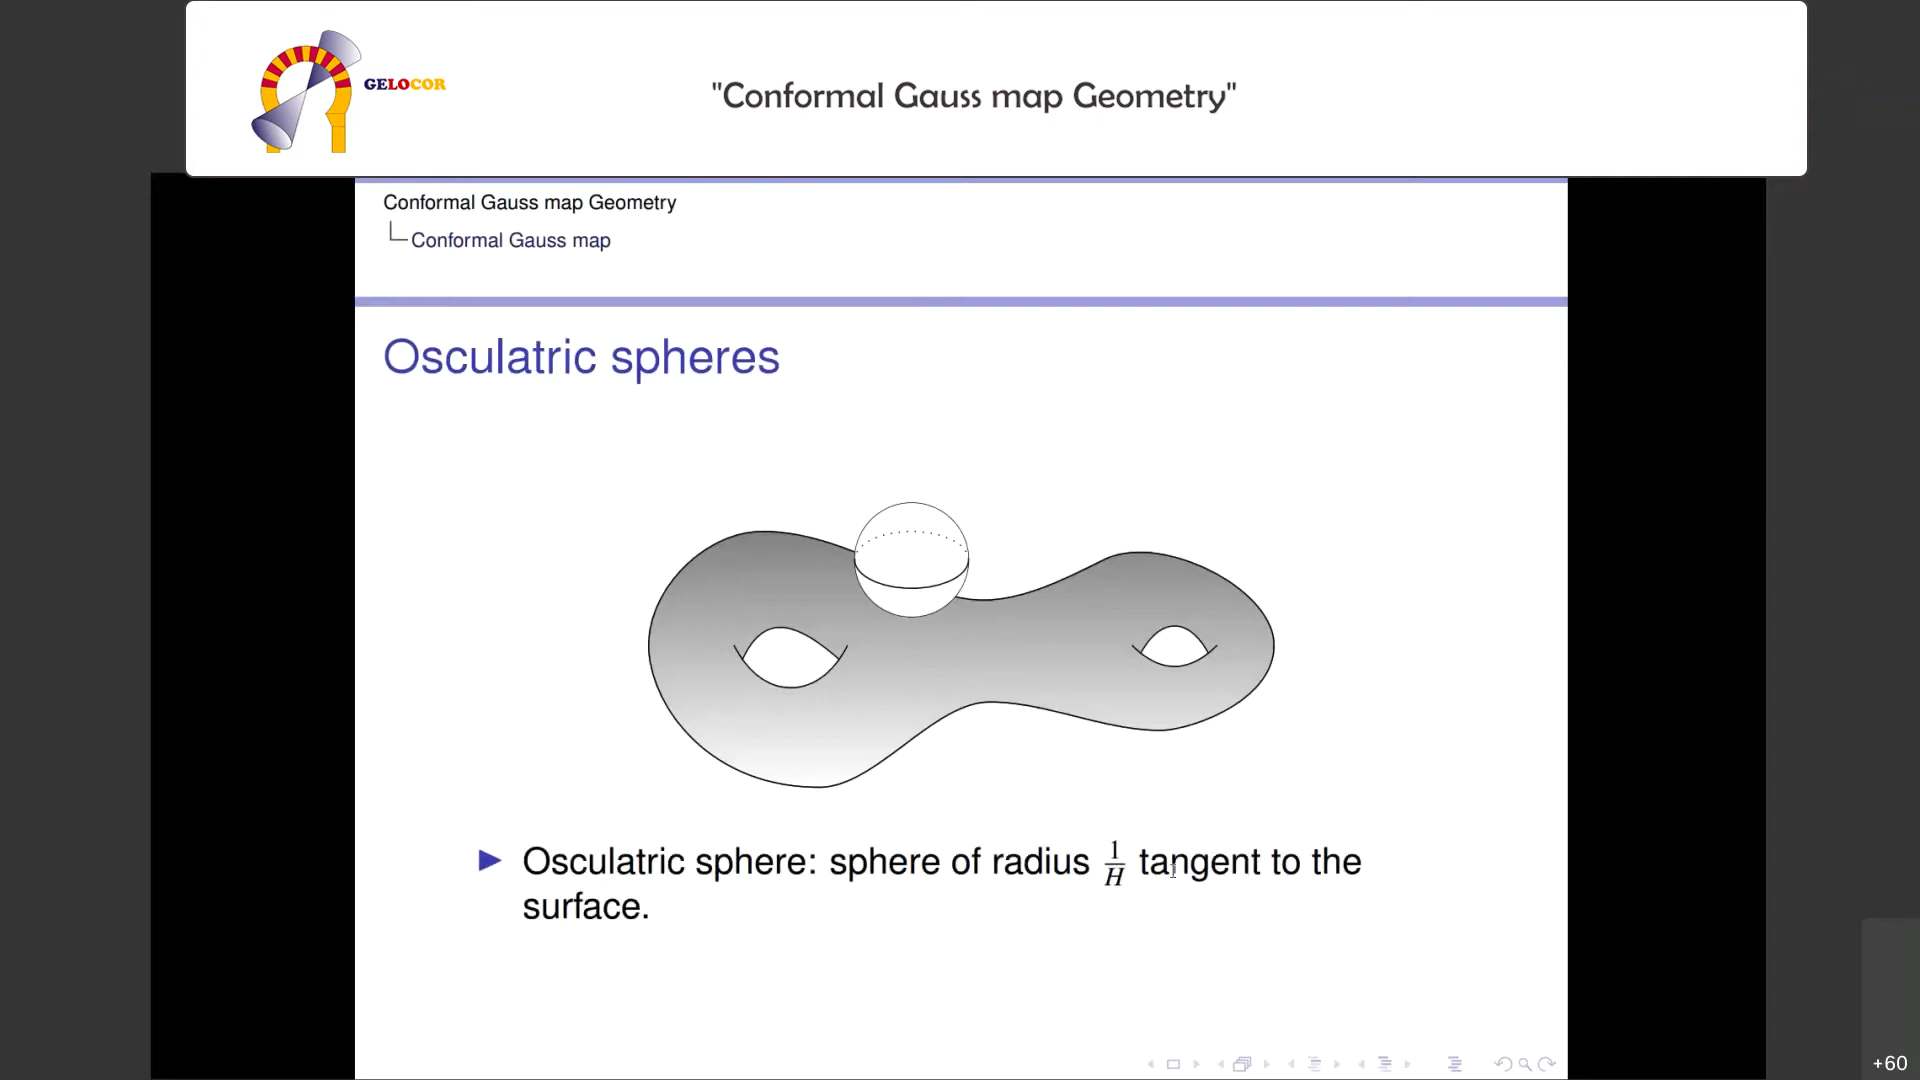 GELOCOR
"Conformal Gauss map Geometry"
Conformal Gauss map Geometry
Conformal Gauss map
Osculatric spheres
Osculatric sphere: sphere of radius 1/H tangent to the
surface.
+60